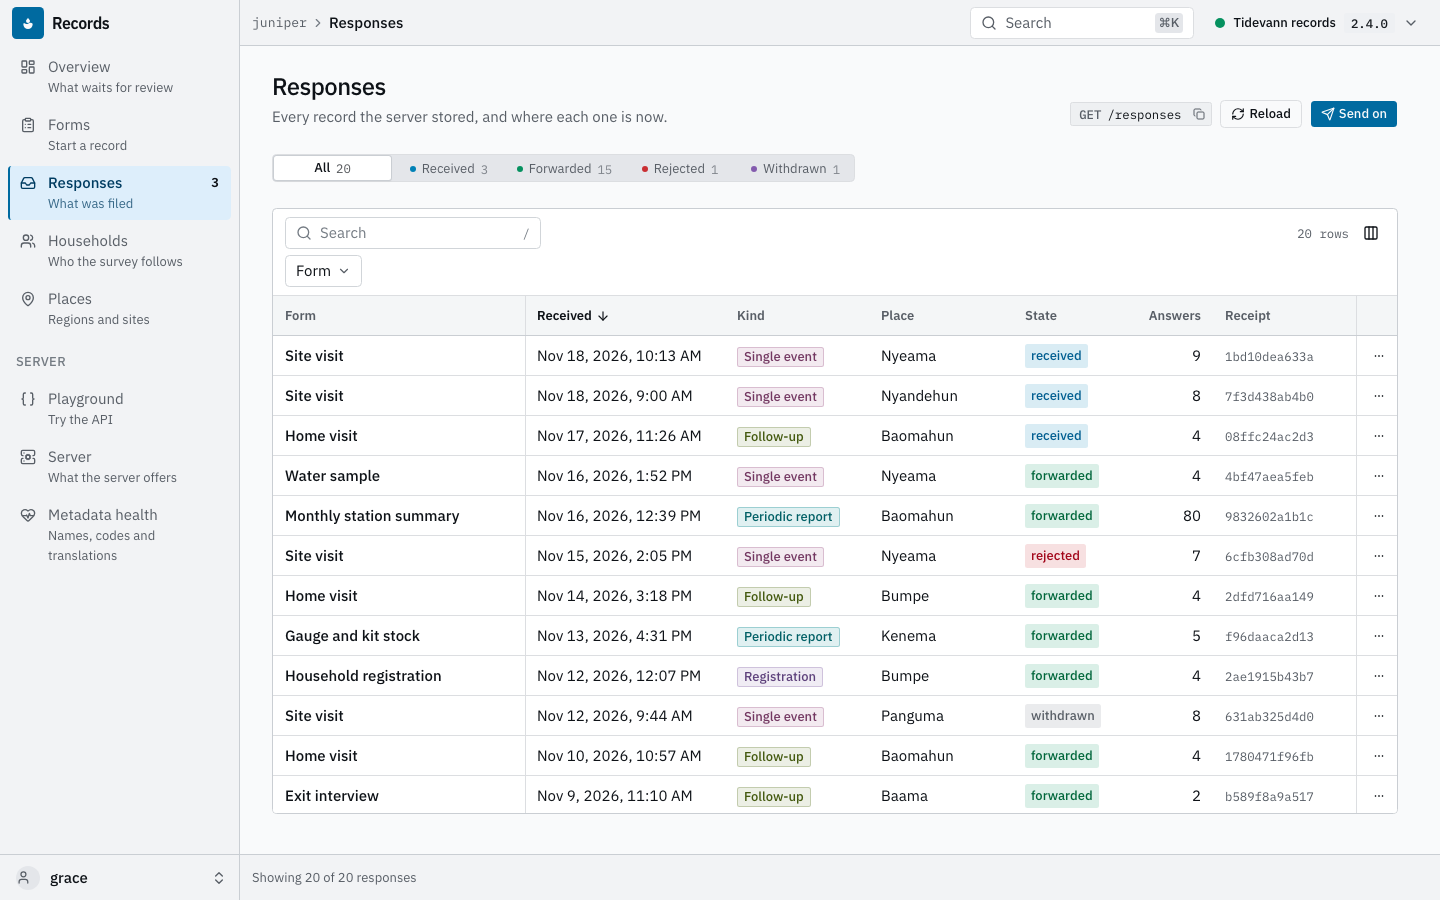 Records
Overview
What waits for review
Forms
Start a record
Responses 3
What was filed
Households
Who the survey follows
Places
Regions and sites
SERVER
Playground
Try the API
Server
What the server offers
Metadata health
Names, codes and
translations
grace
juniper > Responses
Search ⌘K
Tidevann records 2.4.0
Responses
Every record the server stored, and where each one is now.
GET /responses
Reload
Send on
All 20
Received 3
Forwarded 15
Rejected 1
Withdrawn 1
Search /
20 rows
Form
Form Received ↓ Kind Place State Answers Receipt
Site visit Nov 18, 2026, 10:13 AM Single event Nyeama received 9 1bd10dea633a ...
Site visit Nov 18, 2026, 9:00 AM Single event Nyandehun received 8 7f3d438ab4b0 ...
Home visit Nov 17, 2026, 11:26 AM Follow-up Baomahun received 4 08ffc24ac2d3 ...
Water sample Nov 16, 2026, 1:52 PM Single event Nyeama forwarded 4 4bf47aea5feb ...
Monthly station summary Nov 16, 2026, 12:39 PM Periodic report Baomahun forwarded 80 9832602a1b1c ...
Site visit Nov 15, 2026, 2:05 PM Single event Nyeama rejected 7 6cfb308ad70d ...
Home visit Nov 14, 2026, 3:18 PM Follow-up Bumpe forwarded 4 2dfd716aa149 ...
Gauge and kit stock Nov 13, 2026, 4:31 PM Periodic report Kenema forwarded 5 f96daaca2d13 ...
Household registration Nov 12, 2026, 12:07 PM Registration Bumpe forwarded 4 2ae1915b43b7 ...
Site visit Nov 12, 2026, 9:44 AM Single event Panguma withdrawn 8 631ab325d4d0 ...
Home visit Nov 10, 2026, 10:57 AM Follow-up Baomahun forwarded 4 1780471f96fb ...
Exit interview Nov 9, 2026, 11:10 AM Follow-up Baama forwarded 2 b589f8a9a517 ...
Showing 20 of 20 responses